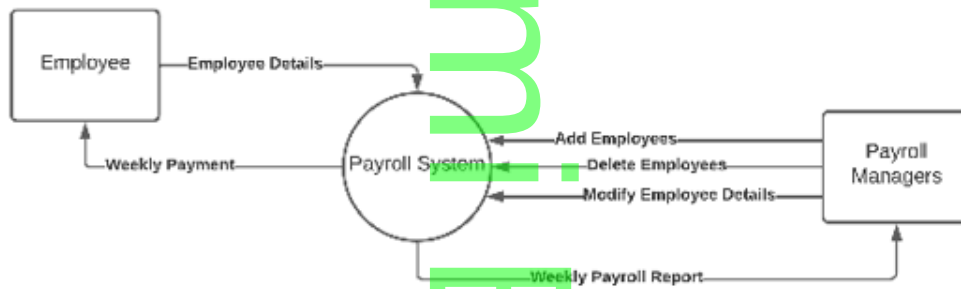 Employee
Employee Details
Add Employees
Payroll System
Weekly Payment
Delete Employees
Payroll
Managers
Modify Employee Details
Weekly Payroll Report